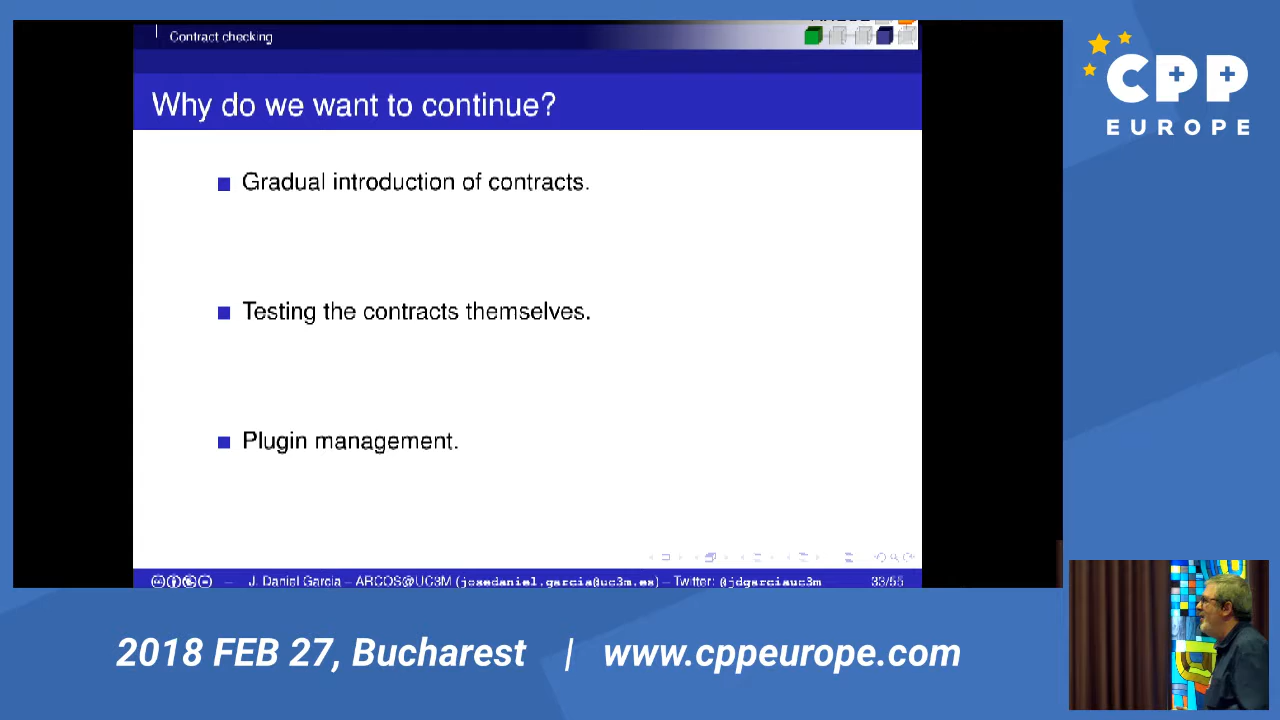 Contract checking
Why do we want to continue?
Gradual introduction of contracts.
Testing the contracts themselves.
Plugin management.
J. Daniel Garcia – ARCOS@UC3M (josedaniel.garcia@uc3m.es) – Twitter: @jdgarciauc3m 33/55
CPP
EUROPE
2018 FEB 27, Bucharest | www.cppeurope.com